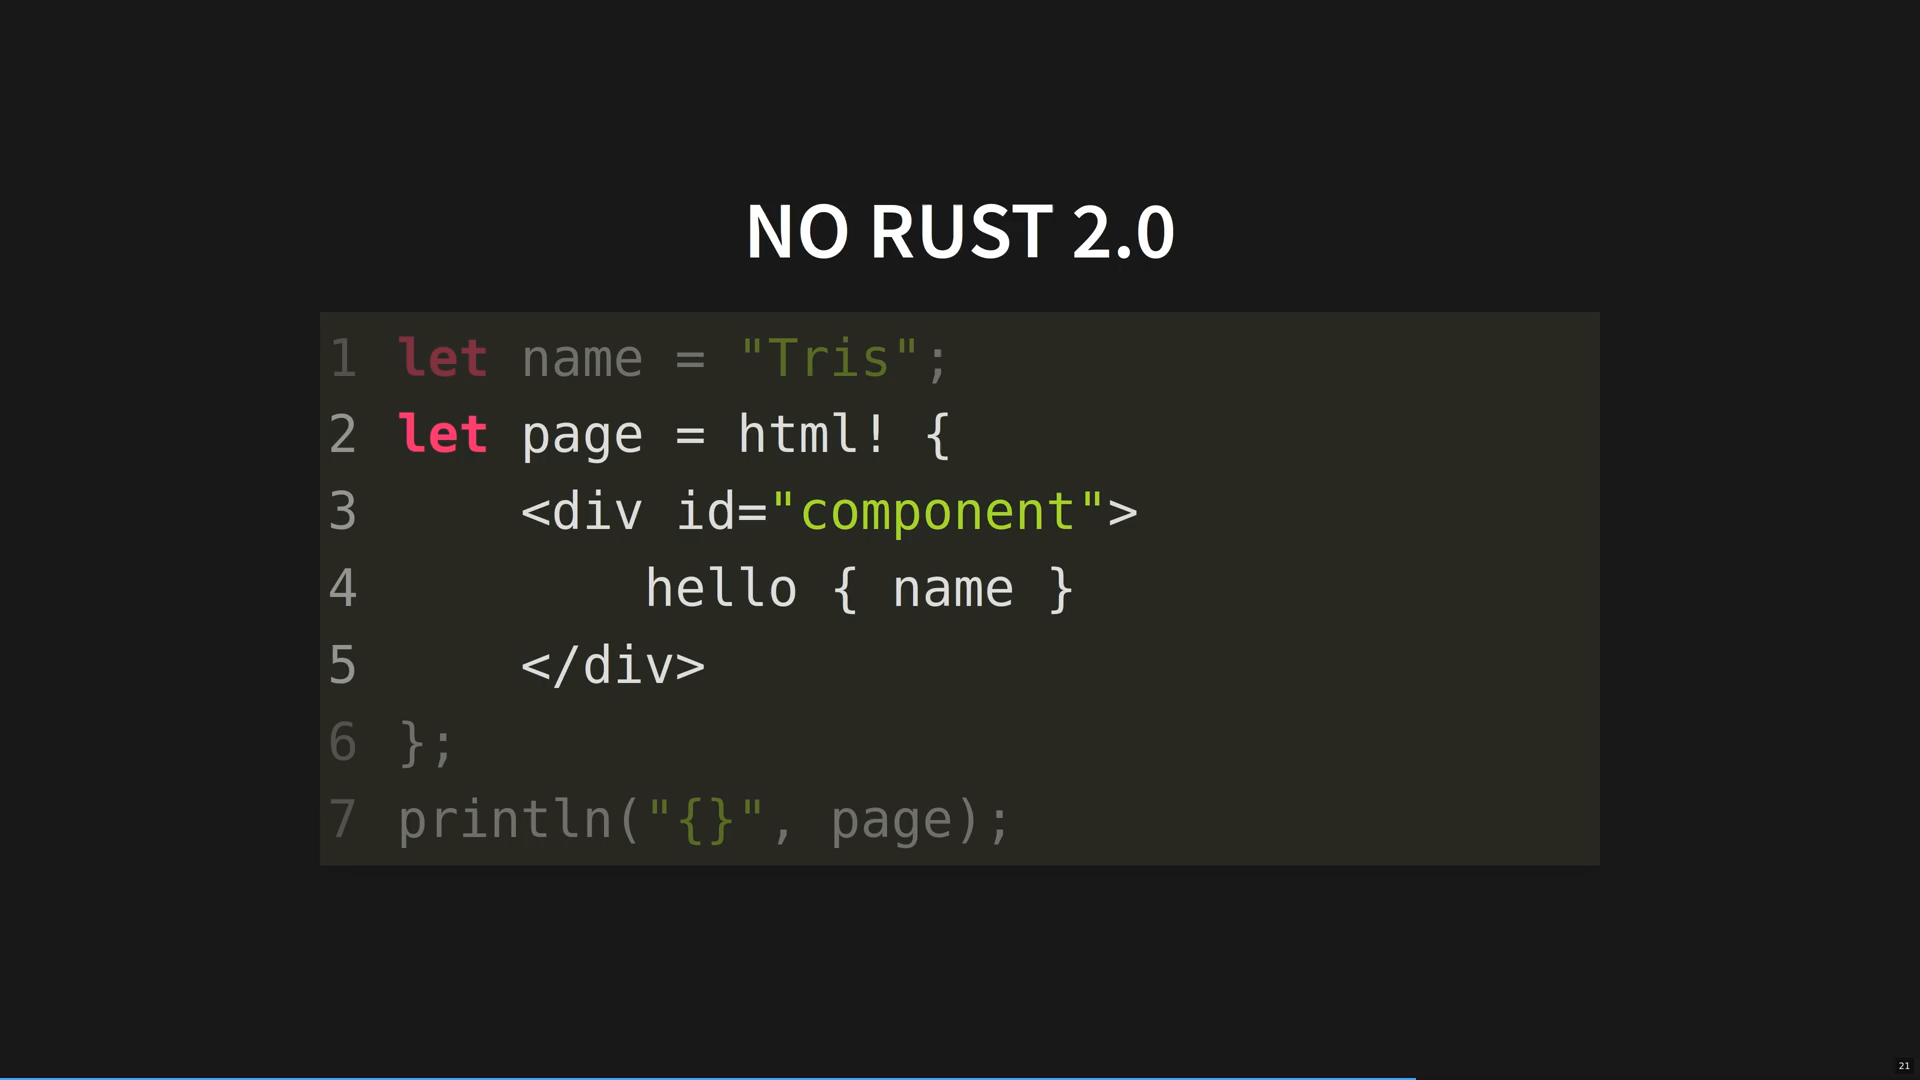 NO RUST 2.0
1 let name = "Tris";
2 let page = html! {
3     <div id="component">
4         hello { name }
5     </div>
6 };
7 println("{}", page);
21